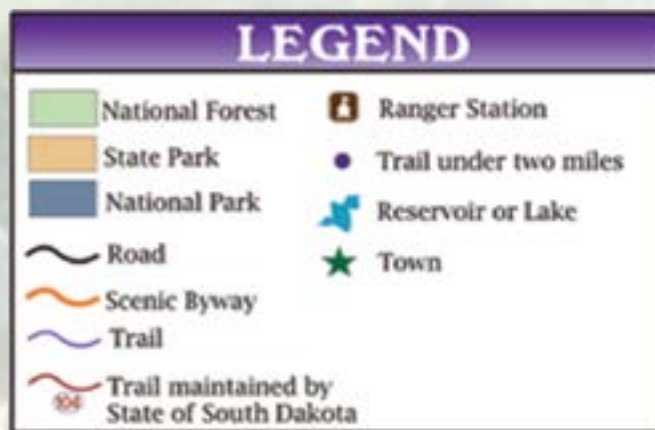 LEGEND
National Forest
State Park
National Park
Road
Scenic Byway
Trail
104
Trail maintained by
State of South Dakota
Ranger Station
Trail under two miles
Reservoir or Lake
Town